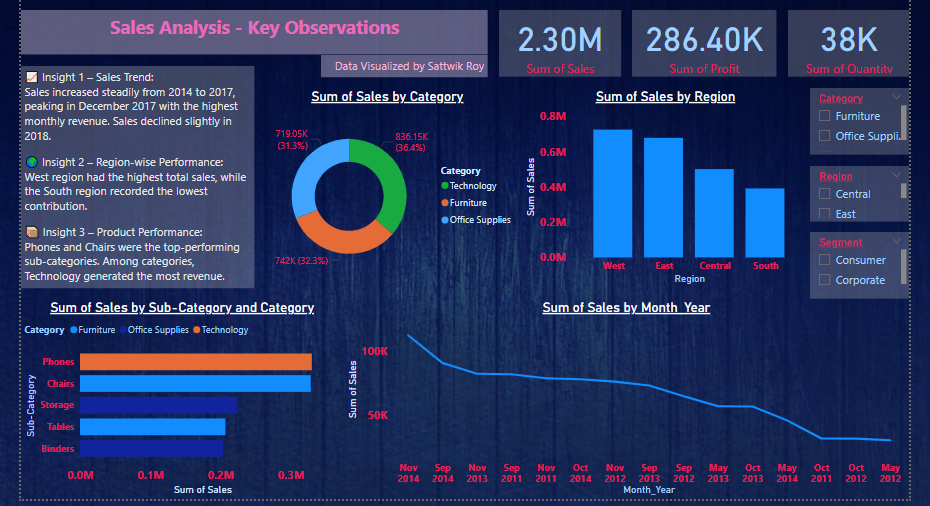 Sales Analysis - Key Observations
Data Visualized by Sattwik Roy
2.30M
Sum of Sales
286.40K
Sum of Profit
38K
Sum of Quantity
📈 Insight 1 – Sales Trend:
Sales increased steadily from 2014 to 2017,
peaking in December 2017 with the highest
monthly revenue. Sales declined slightly in
2018.
🌍 Insight 2 – Region-wise Performance:
West region had the highest total sales, while
the South region recorded the lowest
contribution.
📦 Insight 3 – Product Performance:
Phones and Chairs were the top-performing
sub-categories. Among categories,
Technology generated the most revenue.
Sum of Sales by Category
719.05K
(31.3%)
836.15K
(36.4%)
742K (32.3%)
Category
Technology
Furniture
Office Supplies
Sum of Sales by Region
Sum of Sales
0.8M
0.6M
0.4M
0.2M
0.0M
West East Central South
Region
Category
Furniture
Office Suppli...
Region
Central
East
Segment
Consumer
Corporate
Sum of Sales by Sub-Category and Category
Category Furniture Office Supplies Technology
Sub-Category
Phones
Chairs
Storage
Tables
Binders
0.0M 0.1M 0.2M 0.3M
Sum of Sales
Sum of Sales by Month_Year
Sum of Sales
100K
50K
Nov Sep Nov Sep Nov Oct Nov Nov Sep May Oct May Oct Oct May
2014 2014 2013 2011 2011 2014 2012 2013 2012 2013 2013 2014 2011 2012 2012
Month_Year